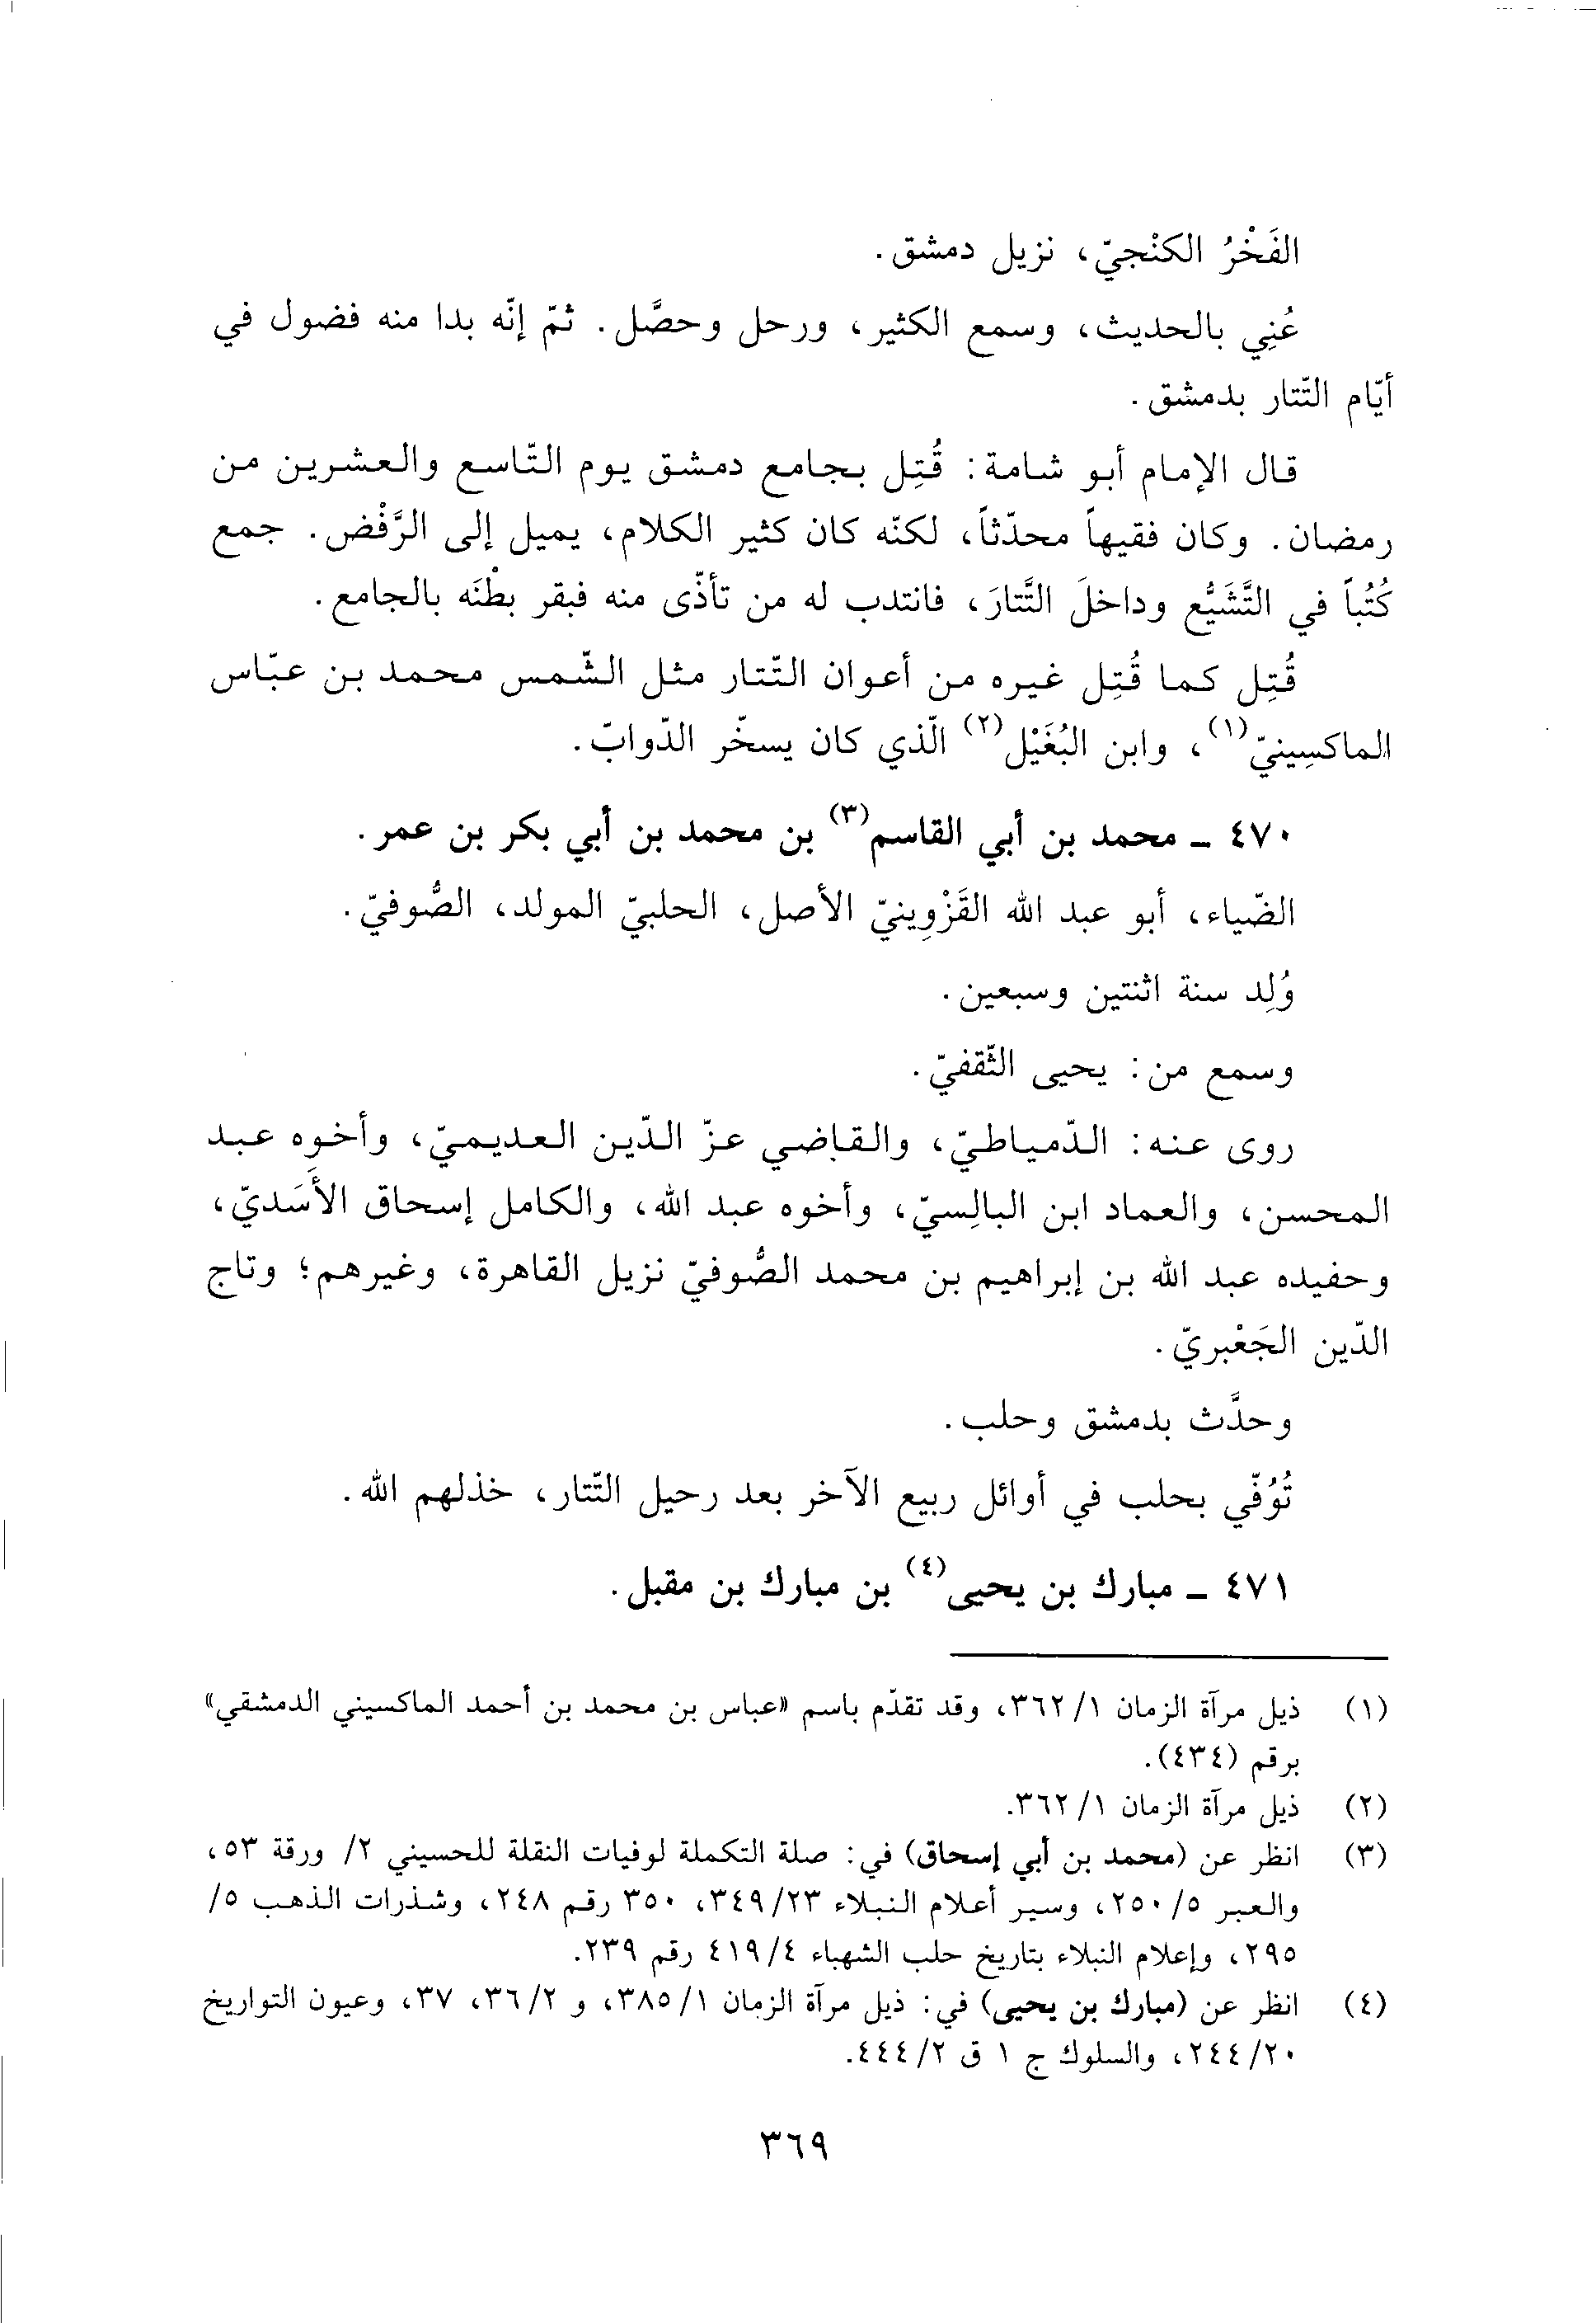 الفَخْرُ الكنْجيّ، نزيل دمشق.
عُنِي بالحديث، وسمع الكثير، ورحل وحصَّل. ثمّ إنّه بدا منه فضول في
أيّام التّتار بدمشق.
قال الإمام أبو شامة: قُتِل بجامع دمشق يوم التّاسع والعشرين من
رمضان. وكان فقيهاً محدّثاً، لكنّه كان كثير الكلام، يميل إلى الرَّفْض. جمع
كُتُباً في التَّشَيُّع وداخلَ التَّتارَ، فانتدب له من تأذّى منه فبقر بطْنَه بالجامع.
قُتِل كما قُتِل غيره من أعوان التّتار مثل الشّمس محمد بن عبّاس
الماكسِينيّ(١)، وابن البُغَيْل(٢) الّذي كان يسخّر الدّوابّ.
٤٧٠ ـ محمد بن أبي القاسم(٣) بن محمد بن أبي بكر بن عمر.
الضّياء، أبو عبد الله القَزْوِينيّ الأصل، الحلبيّ المولد، الصُّوفيّ.
وُلِد سنة اثنتين وسبعين.
وسمع من: يحيى الثّقفيّ.
روى عنه: الدّمياطيّ، والقاضي عزّ الدّين العديميّ، وأخوه عبد
المحسن، والعماد ابن البالِسيّ، وأخوه عبد الله، والكامل إسحاق الأَسَديّ،
وحفيده عبد الله بن إبراهيم بن محمد الصُّوفيّ نزيل القاهرة، وغيرهم؛ وتاج
الدّين الجَعْبريّ.
وحدَّث بدمشق وحلب.
تُوُفّي بحلب في أوائل ربيع الآخر بعد رحيل التّتار، خذلهم الله.
٤٧١ ـ مبارك بن يحيى(٤) بن مبارك بن مقبل.
(١) ذيل مرآة الزمان ١/ ٣٦٢، وقد تقدّم باسم «عباس بن محمد بن أحمد الماكسيني الدمشقي»
برقم (٤٣٤).
(٢) ذيل مرآة الزمان ١/ ٣٦٢.
(٣) انظر عن (محمد بن أبي إسحاق) في: صلة التكملة لوفيات النقلة للحسيني ٢/ ورقة ٥٣،
والعبر ٥/ ٢٥٠، وسير أعلام النبلاء ٢٣/ ٣٤٩، ٣٥٠ رقم ٢٤٨، وشذرات الذهب ٥/
٢٩٥، وإعلام النبلاء بتاريخ حلب الشهباء ٤/ ٤١٩ رقم ٢٣٩.
(٤) انظر عن (مبارك بن يحيى) في: ذيل مرآة الزمان ١/ ٣٨٥، و ٢/ ٣٦، ٣٧، وعيون التواريخ
٢٠/ ٢٤٤، والسلوك ج ١ ق ٢/ ٤٤٤.
٣٦٩